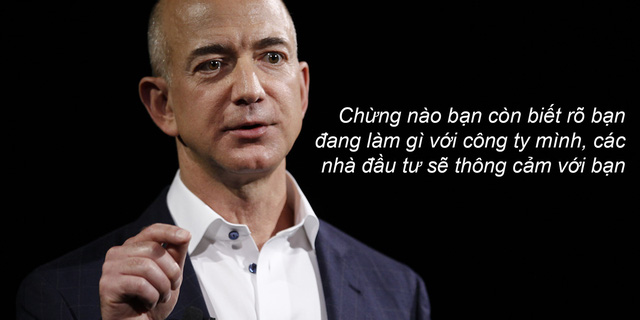 Chừng nào bạn còn biết rõ bạn
đang làm gì với công ty mình, các
nhà đầu tư sẽ thông cảm với bạn